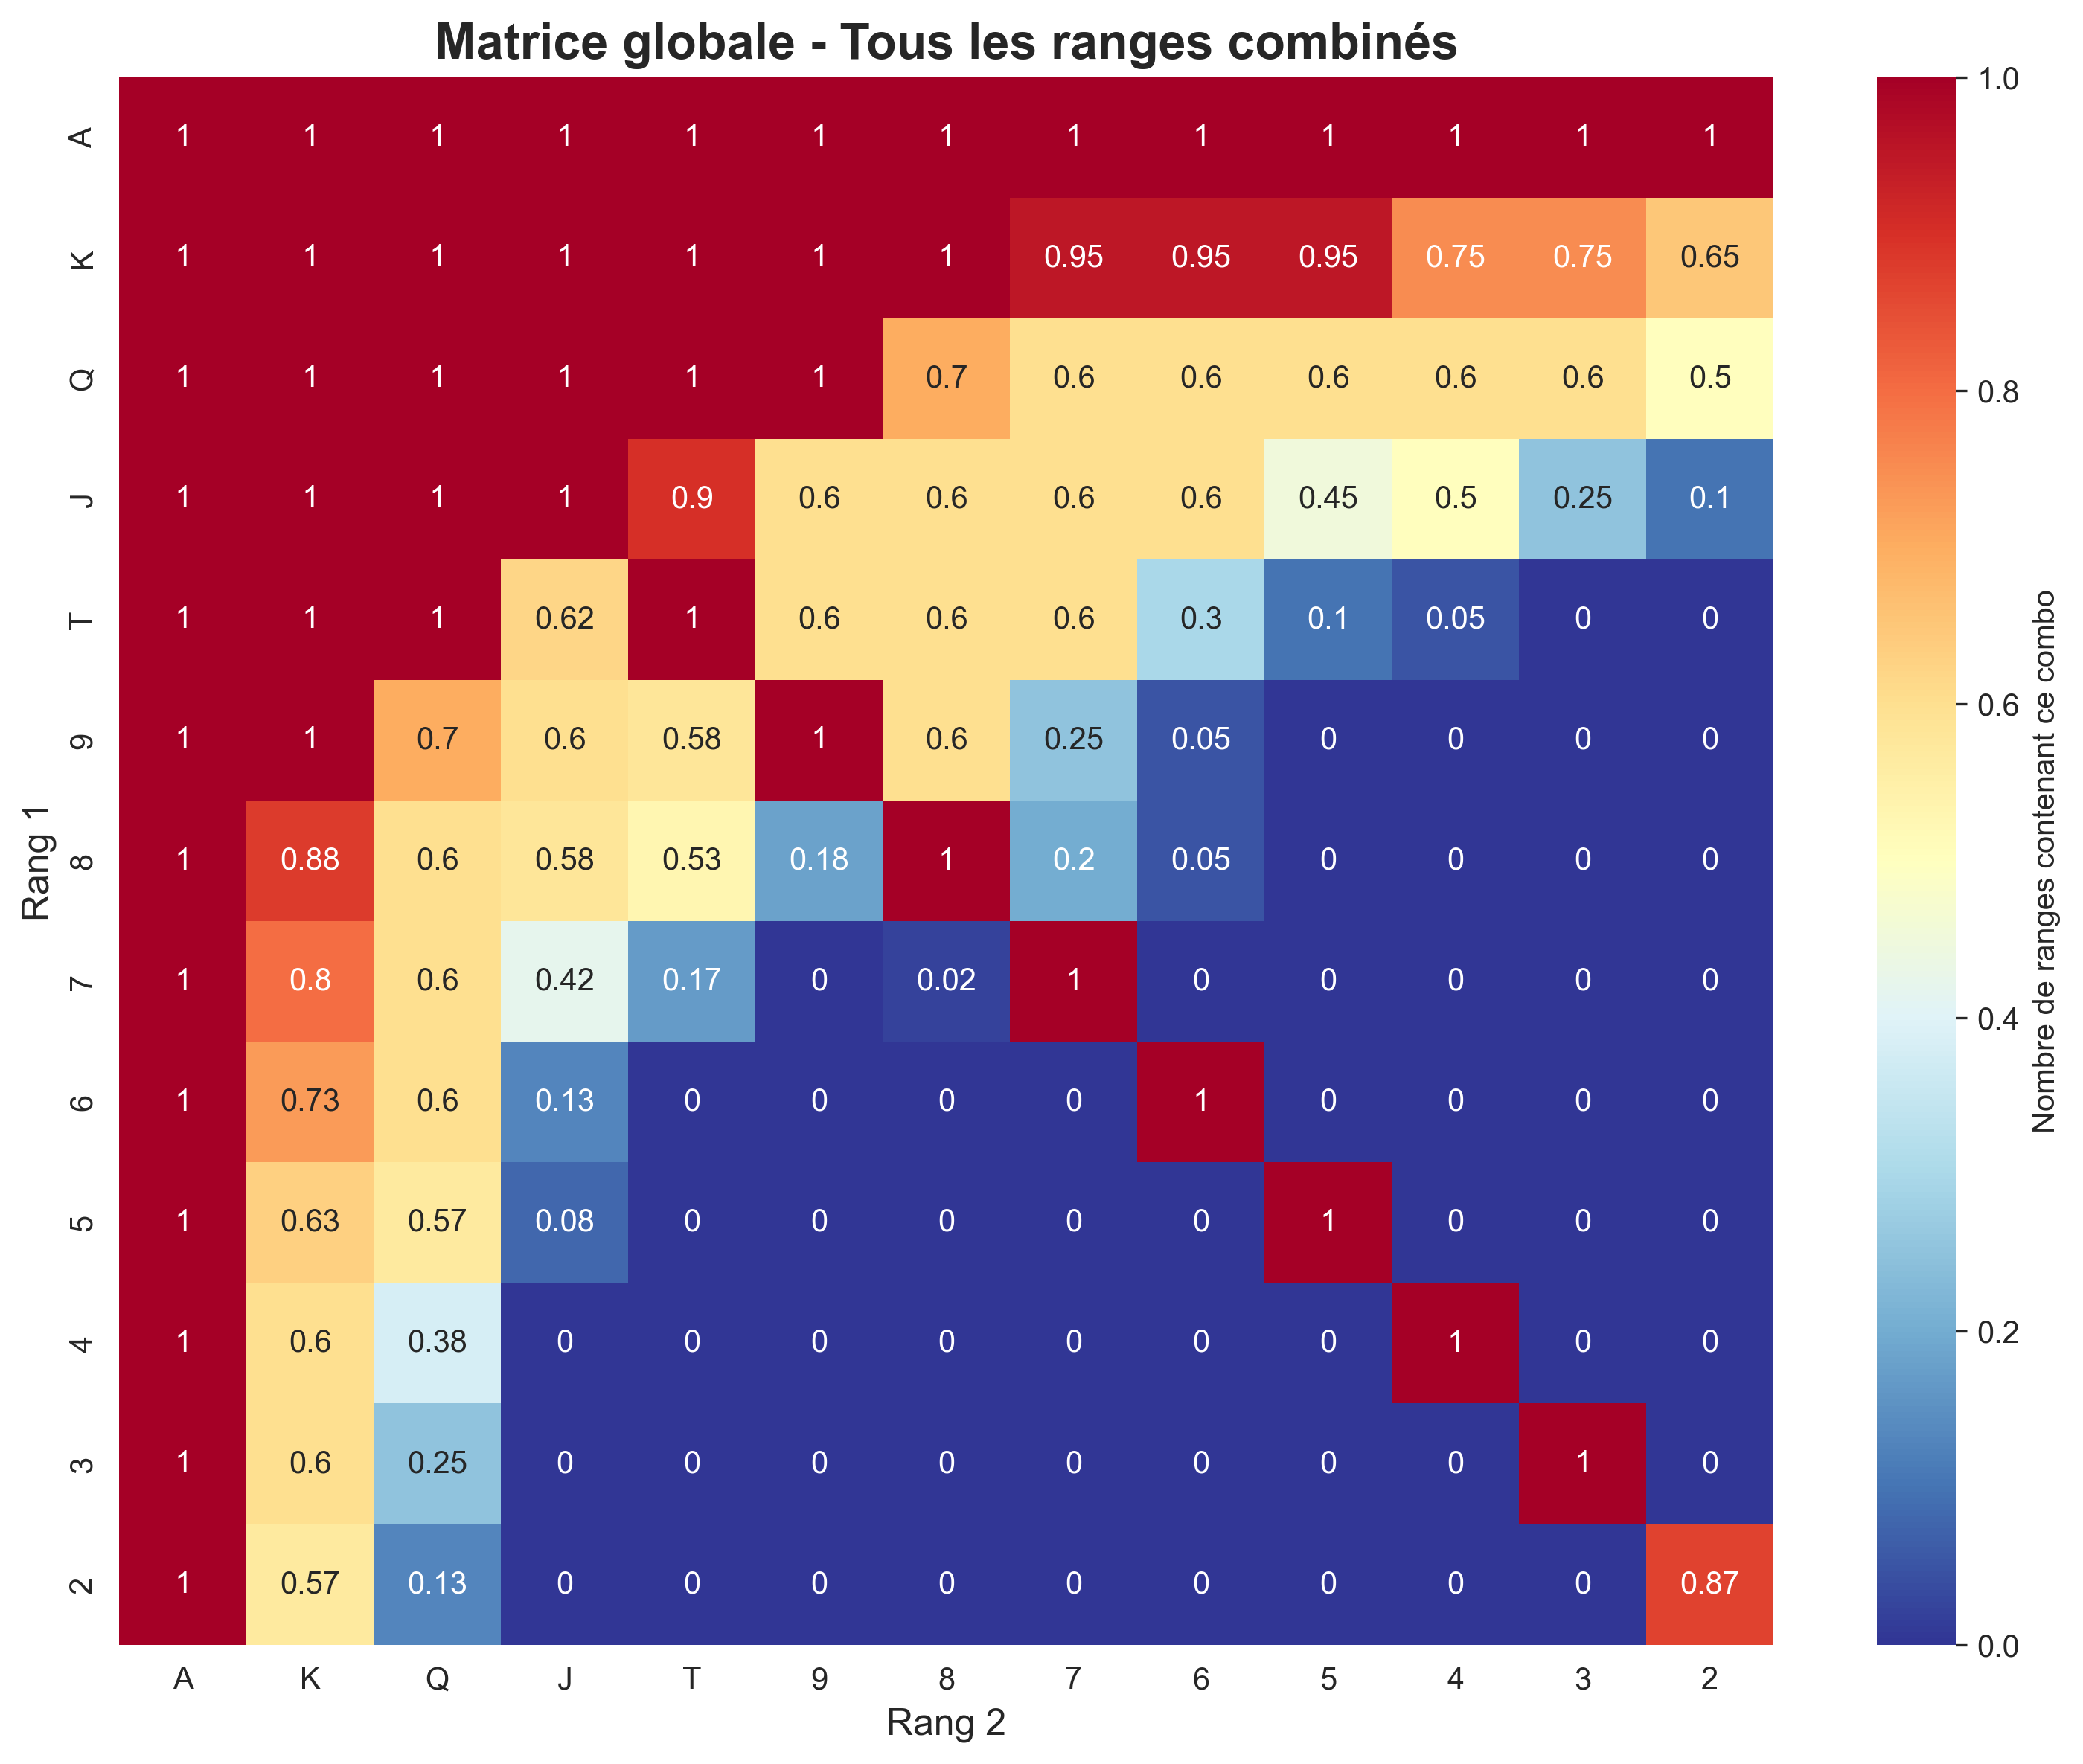 Matrice globale - Tous les ranges combinés
A 1 1 1 1 1 1 1 1 1 1 1 1 1
K 1 1 1 1 1 1 1 0.95 0.95 0.95 0.75 0.75 0.65
Q 1 1 1 1 1 1 0.7 0.6 0.6 0.6 0.6 0.6 0.5
J 1 1 1 1 0.9 0.6 0.6 0.6 0.6 0.45 0.5 0.25 0.1
T 1 1 1 0.62 1 0.6 0.6 0.6 0.3 0.1 0.05 0 0
9 1 1 0.7 0.6 0.58 1 0.6 0.25 0.05 0 0 0 0
8 1 0.88 0.6 0.58 0.53 0.18 1 0.2 0.05 0 0 0 0
7 1 0.8 0.6 0.42 0.17 0 0.02 1 0 0 0 0 0
6 1 0.73 0.6 0.13 0 0 0 0 1 0 0 0 0
5 1 0.63 0.57 0.08 0 0 0 0 0 1 0 0 0
4 1 0.6 0.38 0 0 0 0 0 0 0 1 0 0
3 1 0.6 0.25 0 0 0 0 0 0 0 0 1 0
2 1 0.57 0.13 0 0 0 0 0 0 0 0 0 0.87
A K Q J T 9 8 7 6 5 4 3 2
Rang 2
Rang 1
1.0
0.8
0.6
0.4
0.2
0.0
Nombre de ranges contenant ce combo